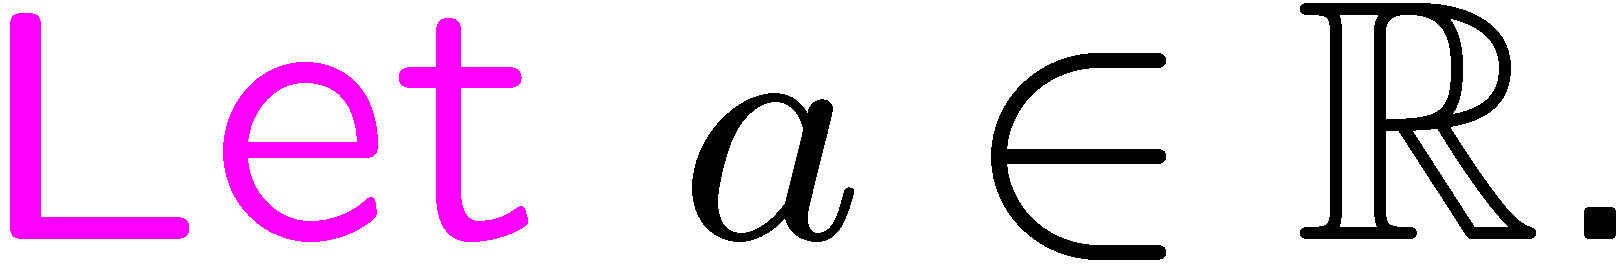 Let a ∈ ℝ.